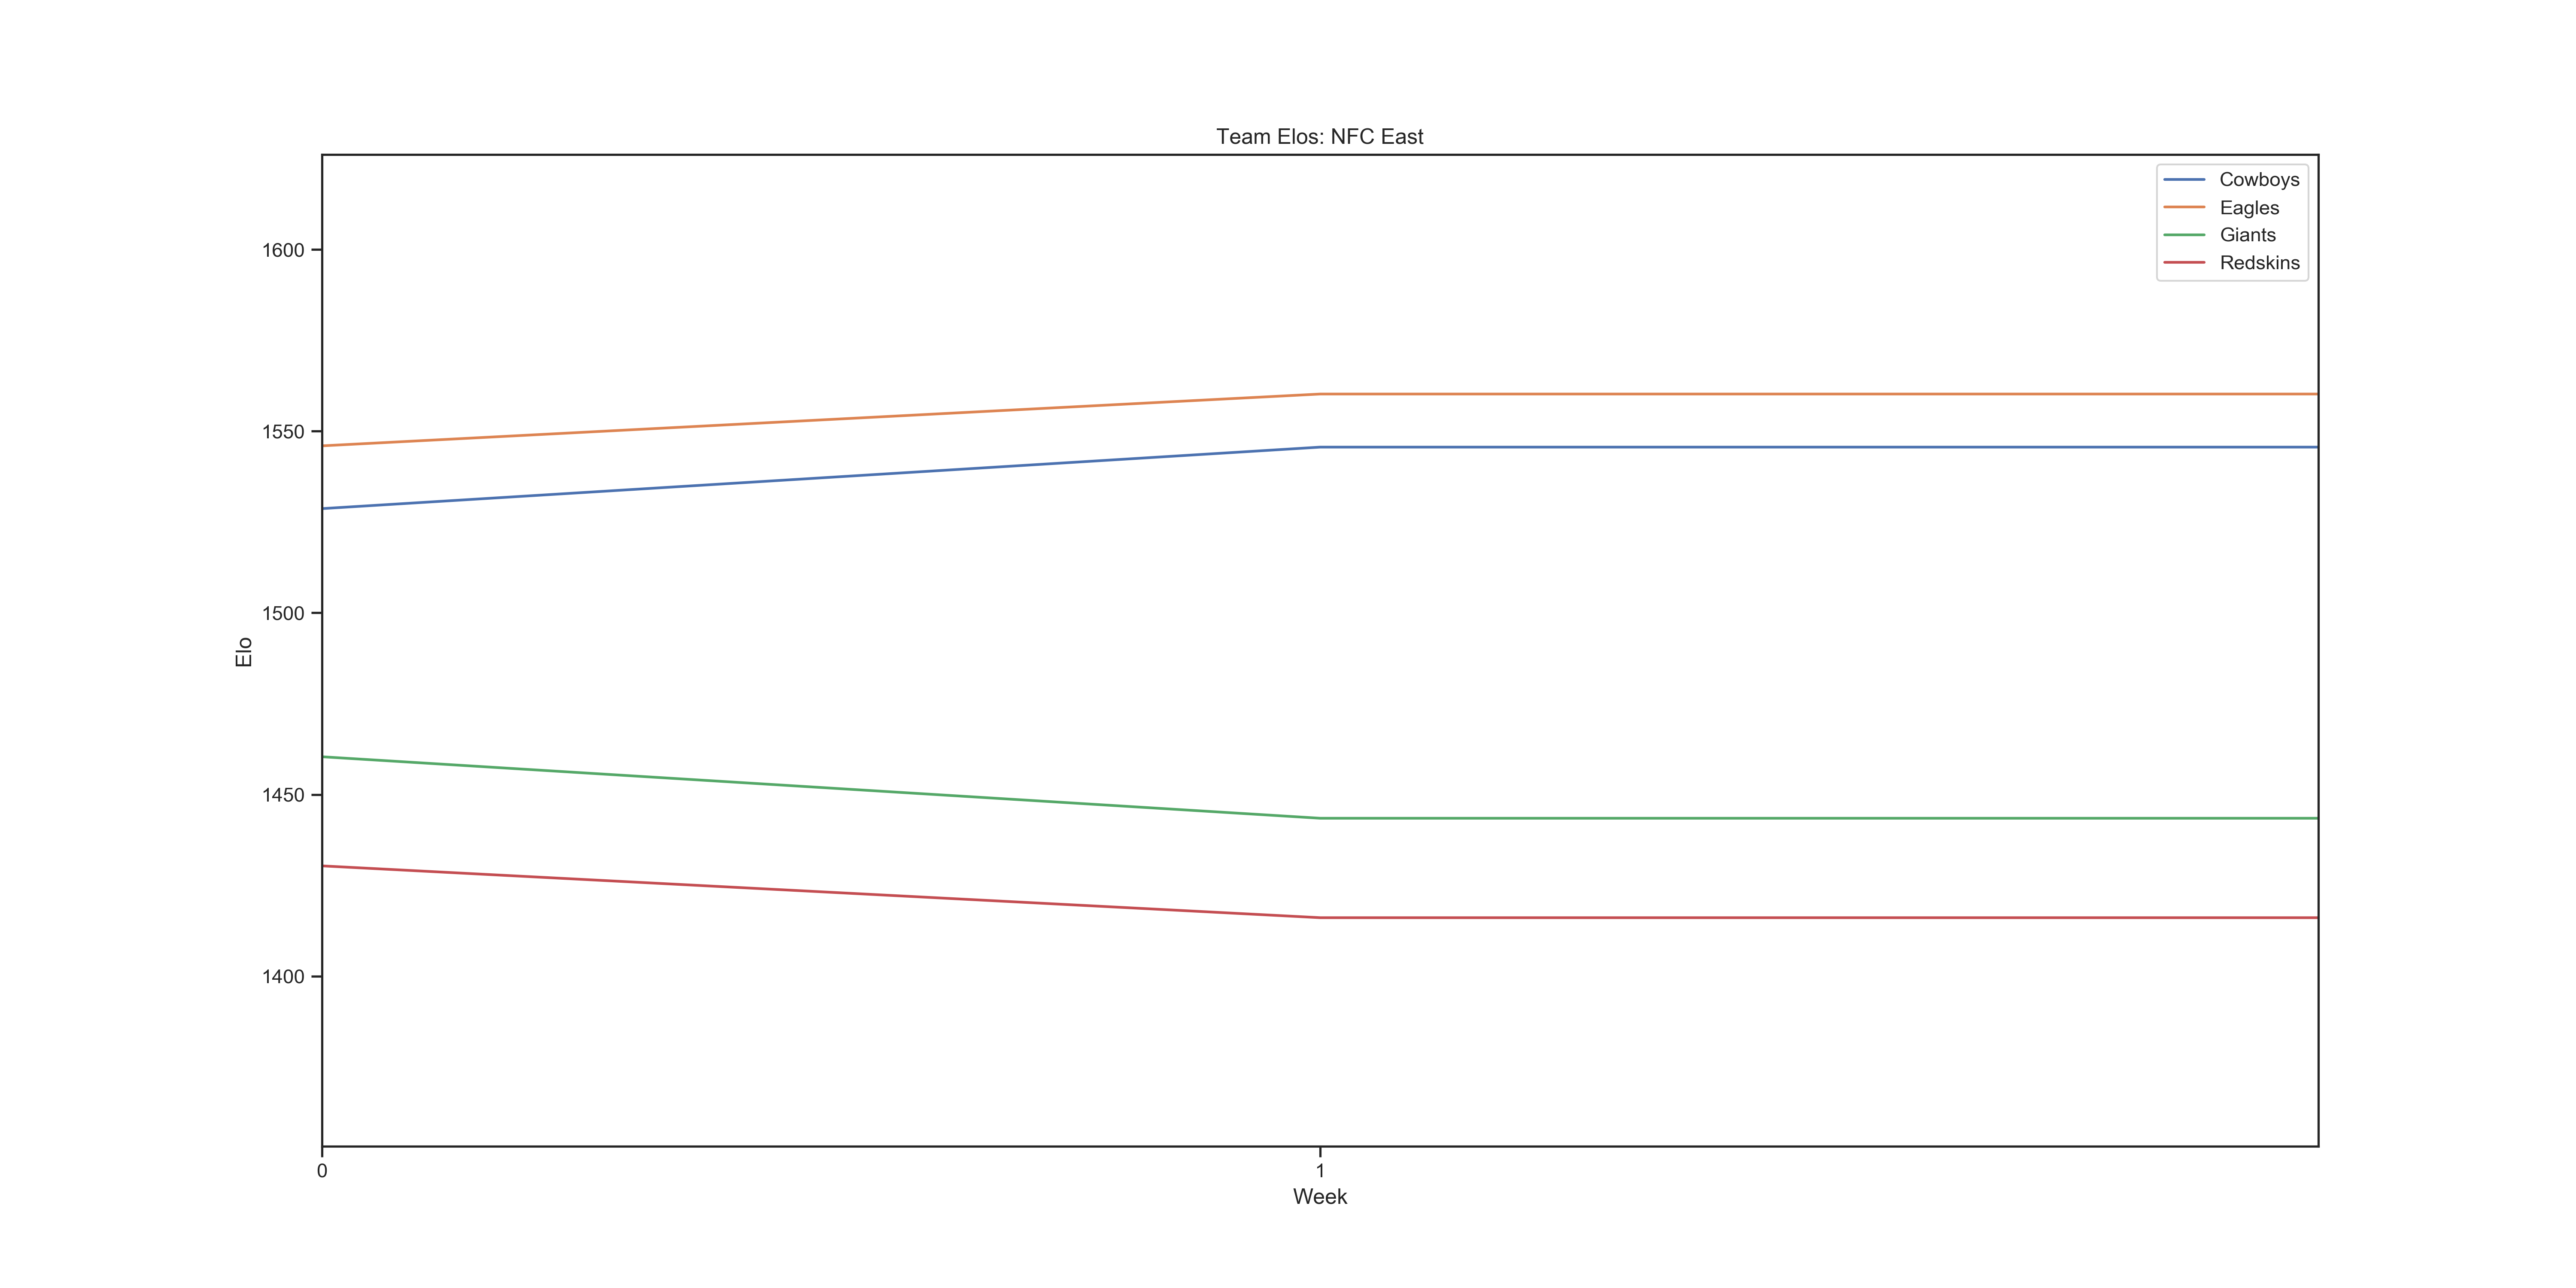 Team Elos: NFC East
Cowboys
Eagles
Giants
Redskins
1600
1550
1500
1450
1400
Elo
0
1
Week